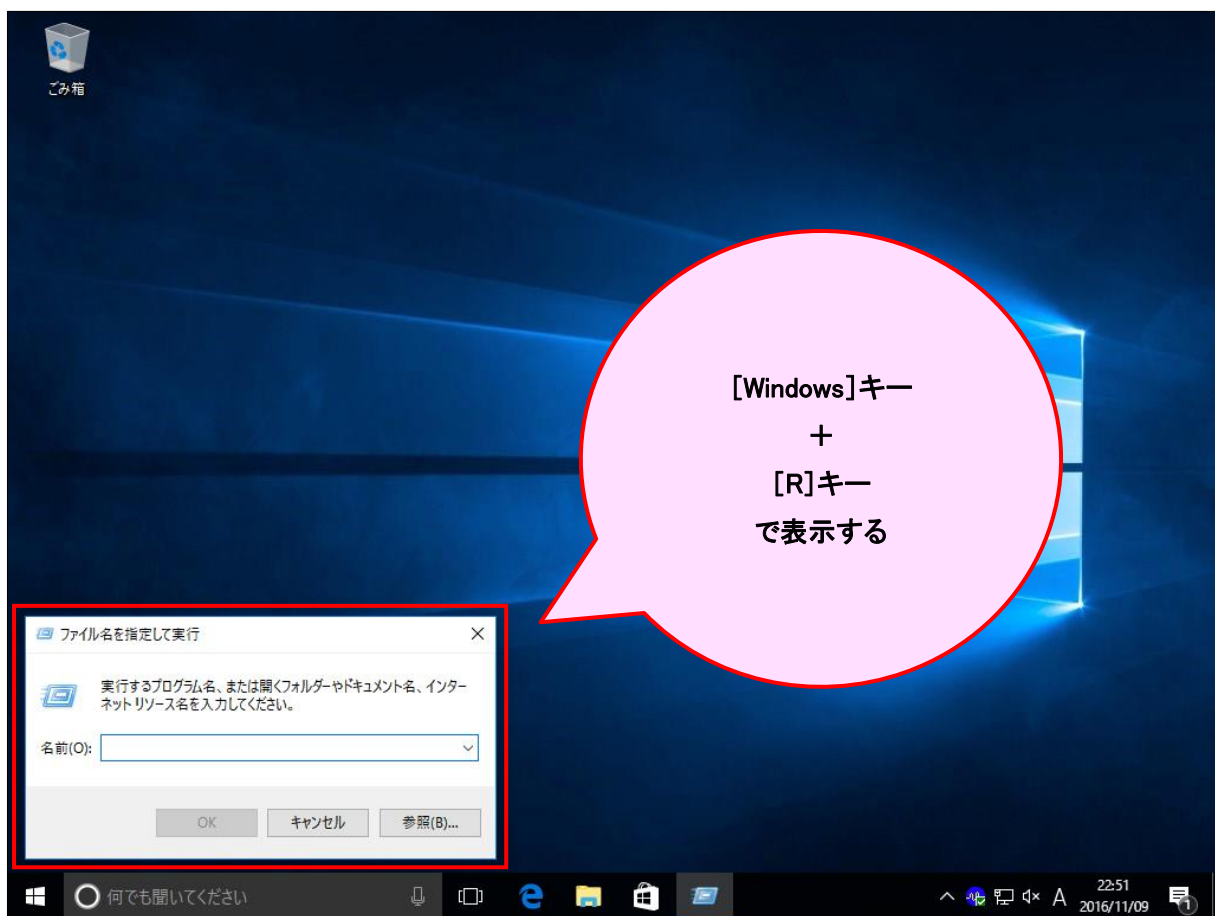 ごみ箱
[Windows]キー
＋
[R]キー
で表示する
ファイル名を指定して実行
実行するプログラム名、または開くフォルダーやドキュメント名、インター
ネット リソース名を入力してください。
名前(O):
OK
キャンセル
参照(B)...
何でも聞いてください
A
22:51
2016/11/09
1